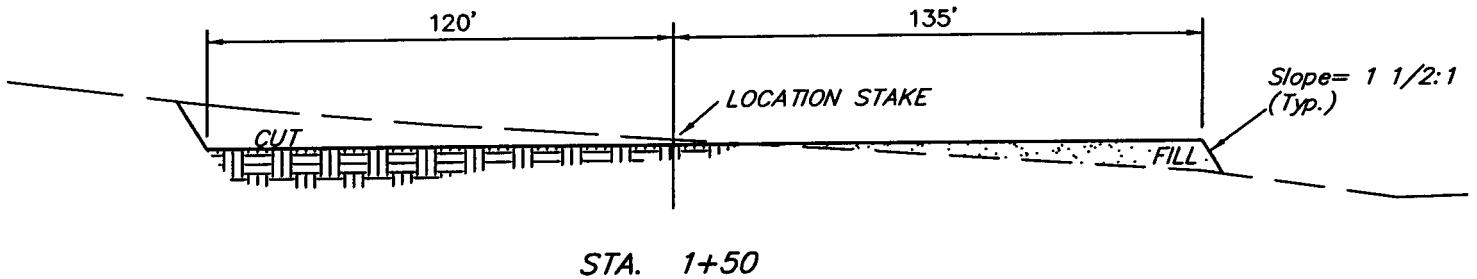 120'
135'
Slope= 1 1/2:1
(Typ.)
LOCATION STAKE
CUT
FILL
STA. 1+50